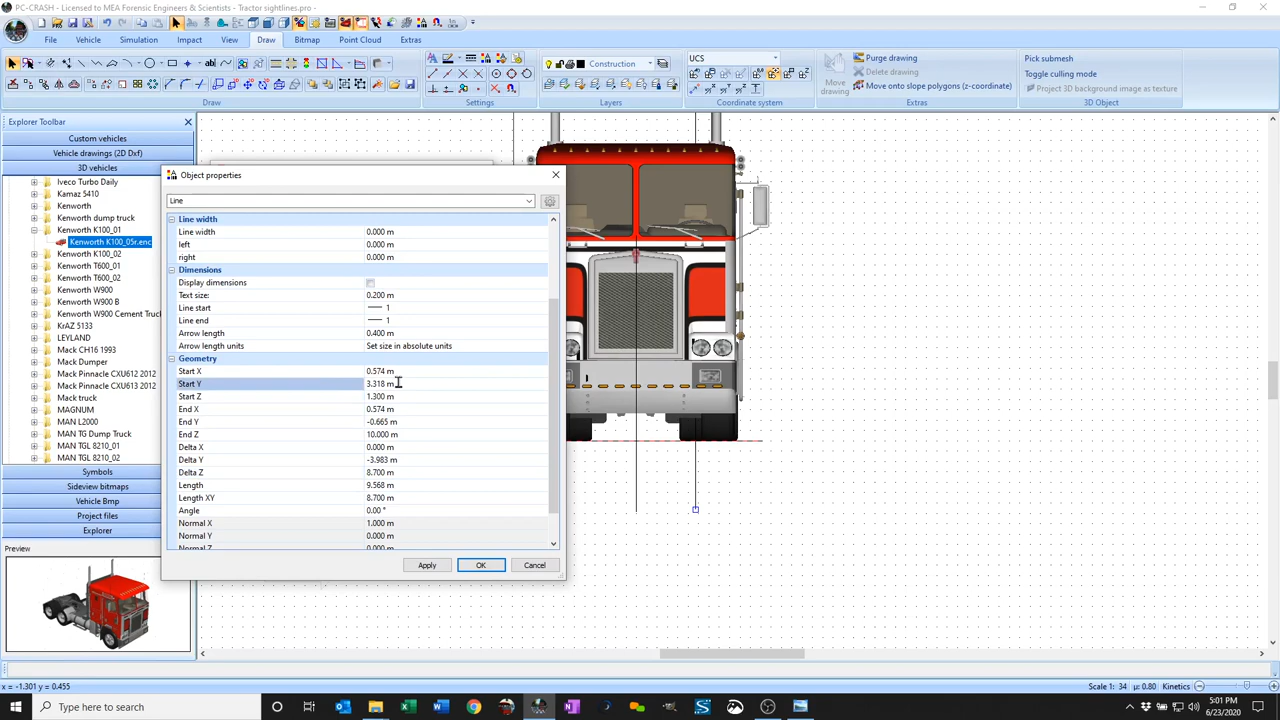 PC-CRASH - Licensed to MEA Forensic Engineers & Scientists - Tractor sightlines.pro -
File Vehicle Simulation Impact View Draw Bitmap Point Cloud Extras
Construction
UCS
Move drawing
Purge drawing
Delete drawing
Move onto slope polygons (z-coordinate)
Pick submesh
Toggle culling mode
Project 3D background image as texture
Draw Settings Layers Coordinate system Extras 3D Object
Explorer Toolbar
Custom vehicles
Vehicle drawings (2D Dxf)
3D vehicles
Iveco Turbo Daily
Kamaz 5410
Kenworth
Kenworth dump truck
Kenworth K100_01
Kenworth K100_05r.enc
Kenworth K100_02
Kenworth T600_01
Kenworth T600_02
Kenworth W900
Kenworth W900 B
Kenworth W900 Cement Truc
KrAZ 5133
LEYLAND
Mack CH16 1993
Mack Dumper
Mack Pinnacle CXU613 2012
Mack Pinnacle CXU612 2012
Mack truck
MAGNUM
MAN L2000
MAN TG Dump Truck
MAN TGL 8210_01
MAN TGL 8210_02
Symbols
Sideview bitmaps
Vehicle Bmp
Project files
Explorer
Preview
Object properties
Line
Line width
Line width 0.000 m
left 0.000 m
right 0.000 m
Dimensions
Display dimensions
Text size: 0.200 m
Line start 1
Line end 1
Arrow length 0.400 m
Arrow length units Set size in absolute units
Geometry
Start X 0.574 m
Start Y 3.318 m
Start Z 1.300 m
End X 0.574 m
End Y -0.665 m
End Z 10.000 m
Delta X 0.000 m
Delta Y -3.983 m
Delta Z 8.700 m
Length 9.568 m
Length XY 8.700 m
Angle 0.00 °
Normal X 1.000 m
Normal Y 0.000 m
Normal Z 0.000 m
Apply OK Cancel
x = -1.301 y = 0.455
Scale 1: 34 µ: 0.80 Kinetics
Type here to search
5:01 PM
6/23/2020